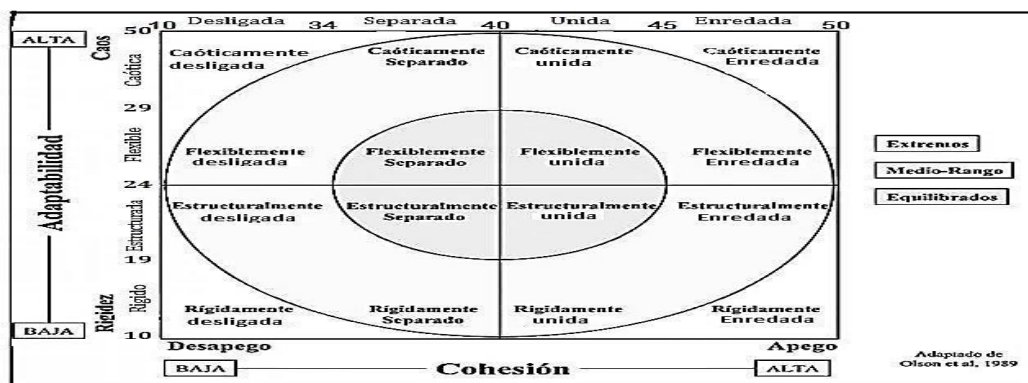 10 Desligada 34 Separada 40 Unida 45 Enredada 50
ALTA
BAJA
Adaptabilidad
Caos
Rigidez
Caótica
Flexible
Estructurada
Rígido
50
29
24
19
10
Caóticamente Caóticamente Caóticamente Caóticamente
desligada Separado unida Enredada
Flexiblemente Flexiblemente Flexiblemente Flexiblemente
desligada Separado unida Enredada
Estructuralmente Estructuralmente Estructuralmente Estructuralmente
desligada Separado unida Enredada
Rígidamente Rígidamente Rigidamente Rígidamente
desligada Separado unida Enredada
Desapego Apego
BAJA Cohesión ALTA
Extremos
Medio-Rango
Equilibrados
Adaptado de
Olson et al, 1989